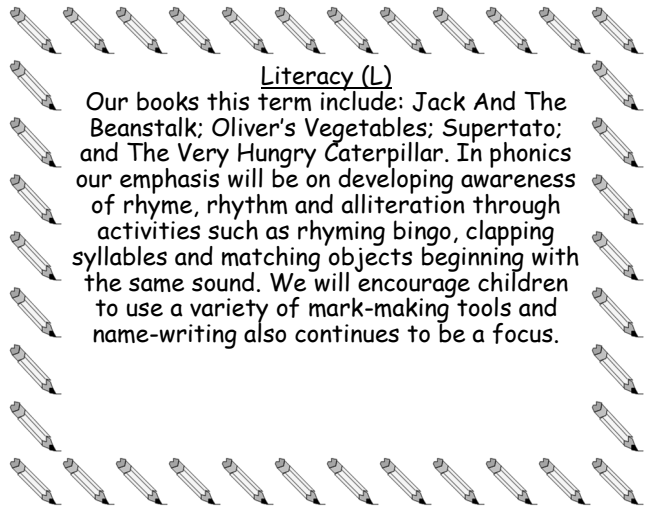 Literacy (L)
Our books this term include: Jack And The
Beanstalk; Oliver’s Vegetables; Supertato;
and The Very Hungry Caterpillar. In phonics
our emphasis will be on developing awareness
of rhyme, rhythm and alliteration through
activities such as rhyming bingo, clapping
syllables and matching objects beginning with
the same sound. We will encourage children
to use a variety of mark-making tools and
name-writing also continues to be a focus.